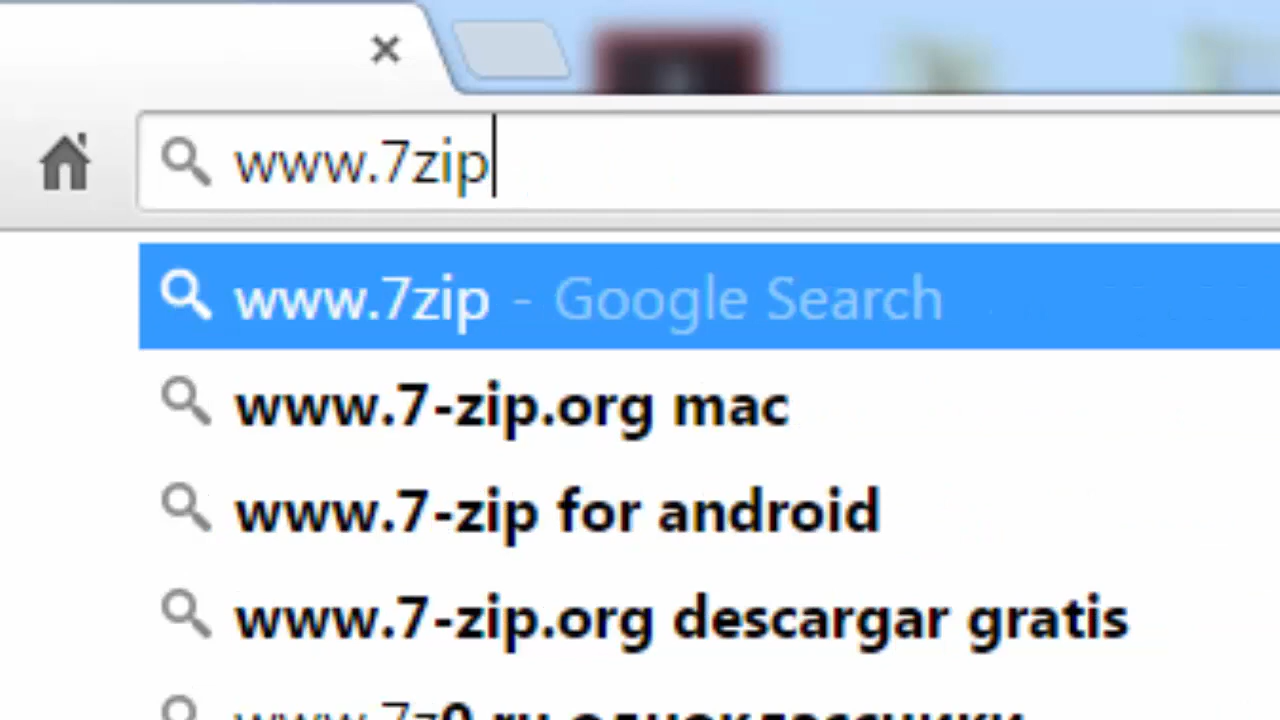 www.7zip
www.7zip - Google Search
www.7-zip.org mac
www.7-zip for android
www.7-zip.org descargar gratis